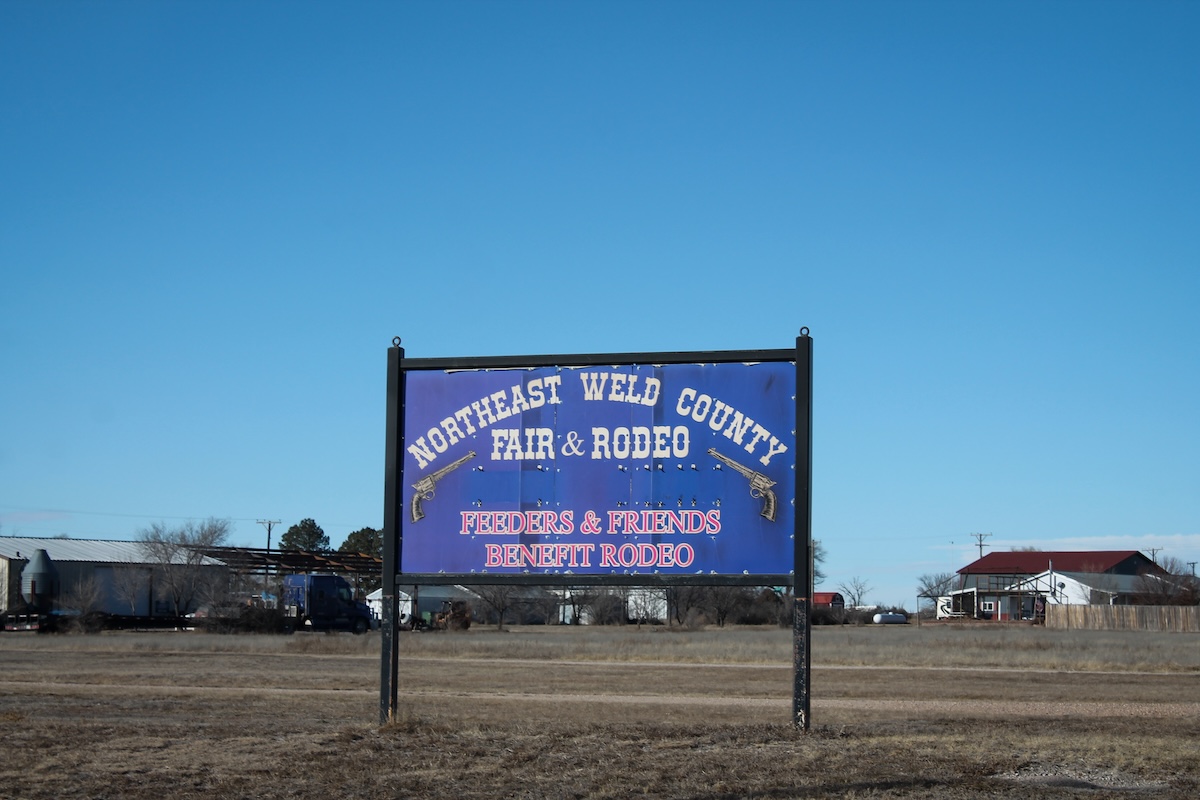 NORTHEAST WELD COUNTY
FAIR & RODEO
FEEDERS & FRIENDS
BENEFIT RODEO